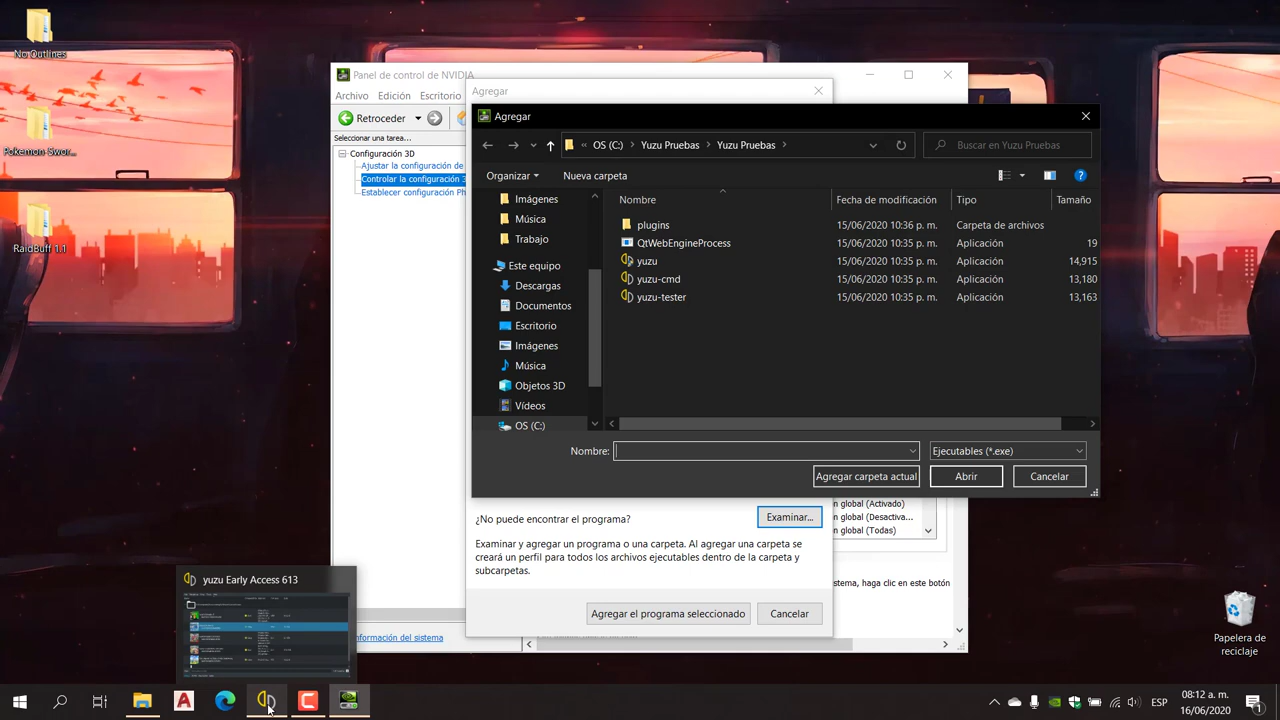 No Outlines
Pokemon Swor...
RaidBuff 1.1
Panel de control de NVIDIA
Archivo Edición Escritorio
Retroceder
Seleccionar una tarea...
Configuración 3D
Ajustar la configuración de
Controlar la configuración 3
Establecer configuración Ph
Agregar
Agregar
OS (C:) Yuzu Pruebas Yuzu Pruebas
Buscar en Yuzu Pruebas
Organizar Nueva carpeta
Imágenes
Música
Trabajo
Este equipo
Descargas
Documentos
Escritorio
Imágenes
Música
Objetos 3D
Vídeos
OS (C:)
Nombre Fecha de modificación Tipo Tamaño
plugins 15/06/2020 10:36 p. m. Carpeta de archivos
QtWebEngineProcess 15/06/2020 10:35 p. m. Aplicación 19
yuzu 15/06/2020 10:35 p. m. Aplicación 14,915
yuzu-cmd 15/06/2020 10:35 p. m. Aplicación 13,180
yuzu-tester 15/06/2020 10:35 p. m. Aplicación 13,163
Nombre: Ejecutables (*.exe)
Agregar carpeta actual Abrir Cancelar
n global (Activado)
n global (Desactiva...
n global (Todas)
¿No puede encontrar el programa? Examinar...
Examinar y agregar un programa o una carpeta. Al agregar una carpeta se
creará un perfil para todos los archivos ejecutables dentro de la carpeta y
subcarpetas.
stema, haga clic en este botón
Agregar el programa seleccionado Cancelar
Información del sistema
yuzu Early Access 613
Papelera de
reciclaje
ESP
08:12 a. m.
16/06/2020